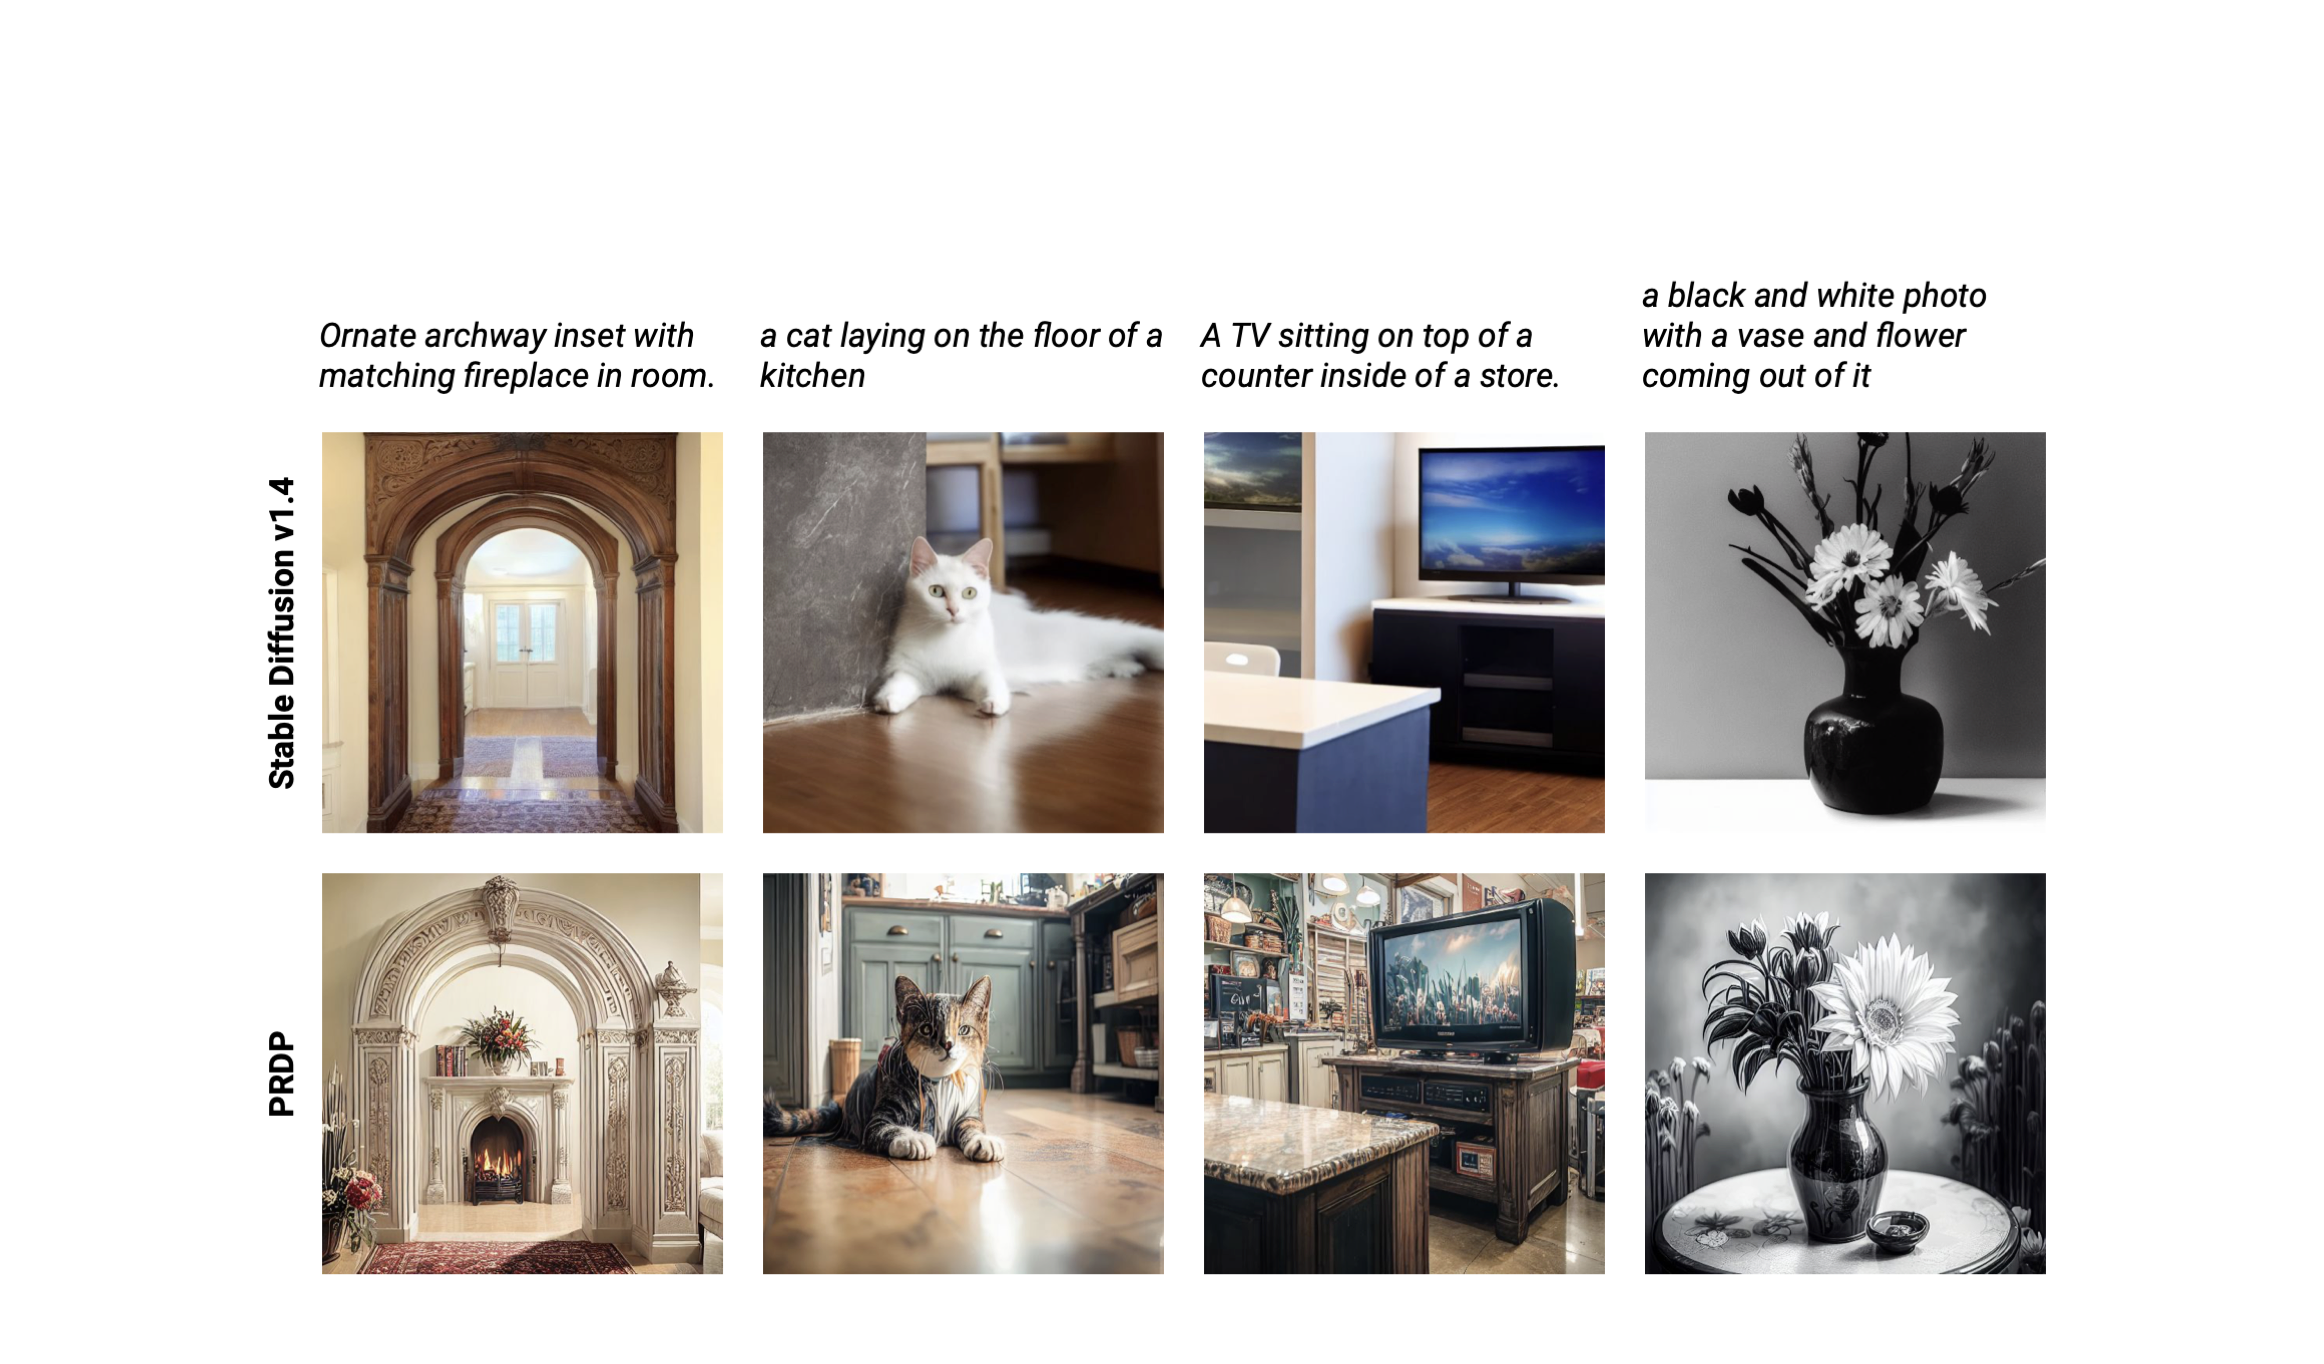 Ornate archway inset with
matching fireplace in room.
a cat laying on the floor of a
kitchen
A TV sitting on top of a
counter inside of a store.
a black and white photo
with a vase and flower
coming out of it
Stable Diffusion v1.4
PRDP